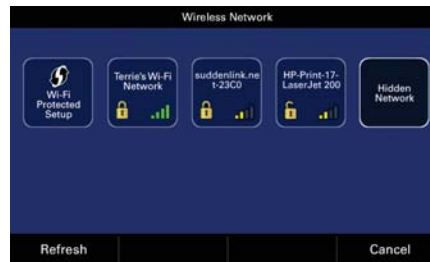 Wireless Network
Wi-Fi
Protected
Setup
Terrie's Wi-Fi
Network
suddenlink.ne
t-23C0
HP-Print-17-
LaserJet 200
Hidden
Network
Refresh
Cancel